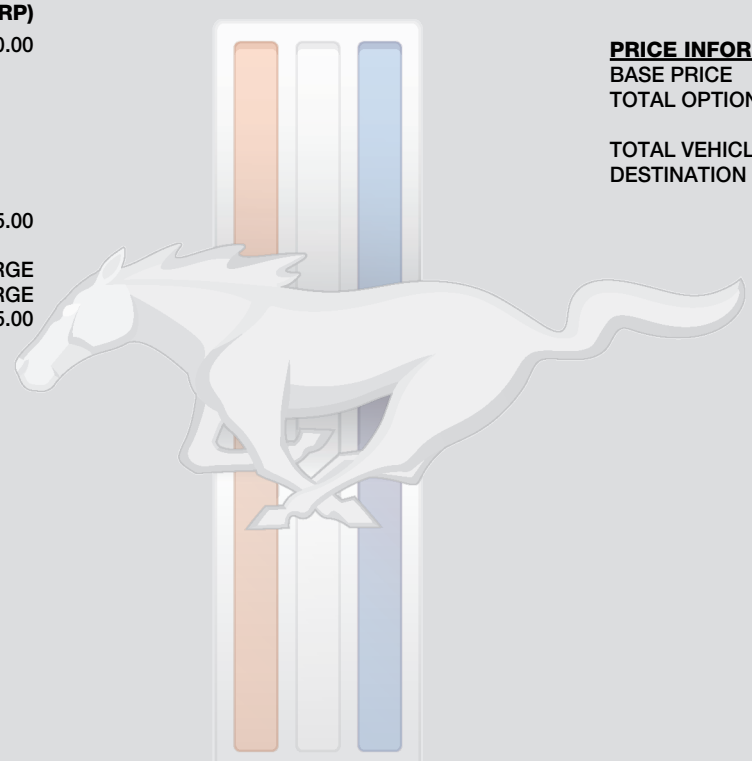 RP)
0.00
5.00
RGE
RGE
5.00
PRICE INFOR
BASE PRICE
TOTAL OPTION
TOTAL VEHICL
DESTINATION